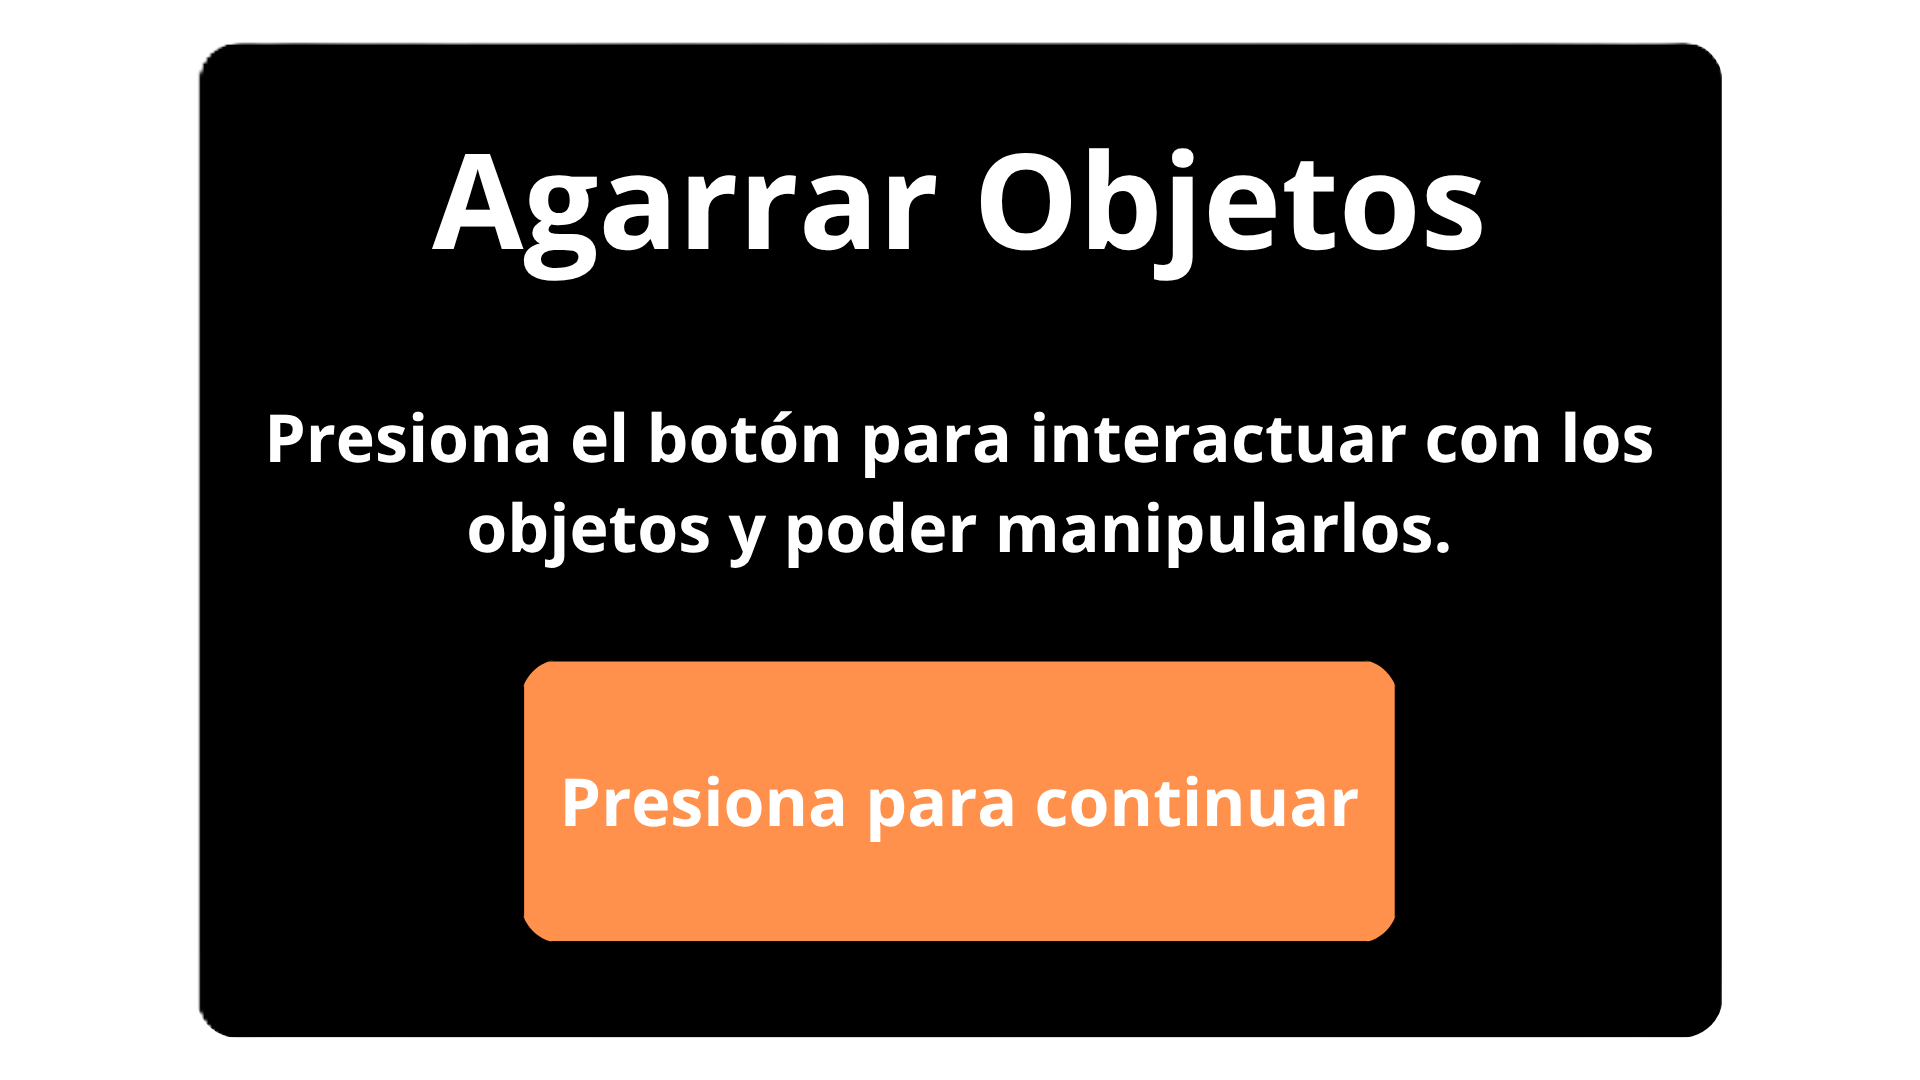 Agarrar Objetos
Presiona el botón para interactuar con los
objetos y poder manipularlos.
Presiona para continuar